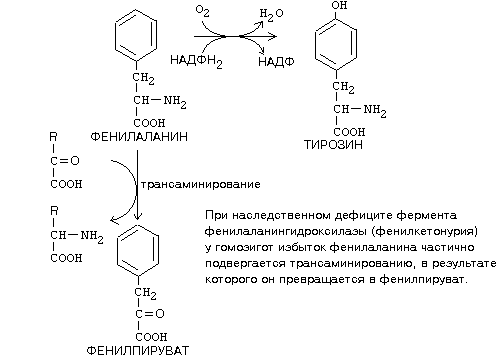 OH
O2 H2O
НАДФH2 НАДФ
CH2 CH2
CH—NH2 CH—NH2
COOH COOH
ФЕНИЛАЛАНИН ТИРОЗИН
R
C=O
COOH
трансаминирование
R
CH—NH2
COOH
При наследственном дефиците фермента
фенилаланингидроксилазы (фенилкетонурия)
у гомозигот избыток фенилаланина частично
подвергается трансаминированию, в результате
которого он превращается в фенилпируват.
CH2
C=O
COOH
ФЕНИЛПИРУВАТ